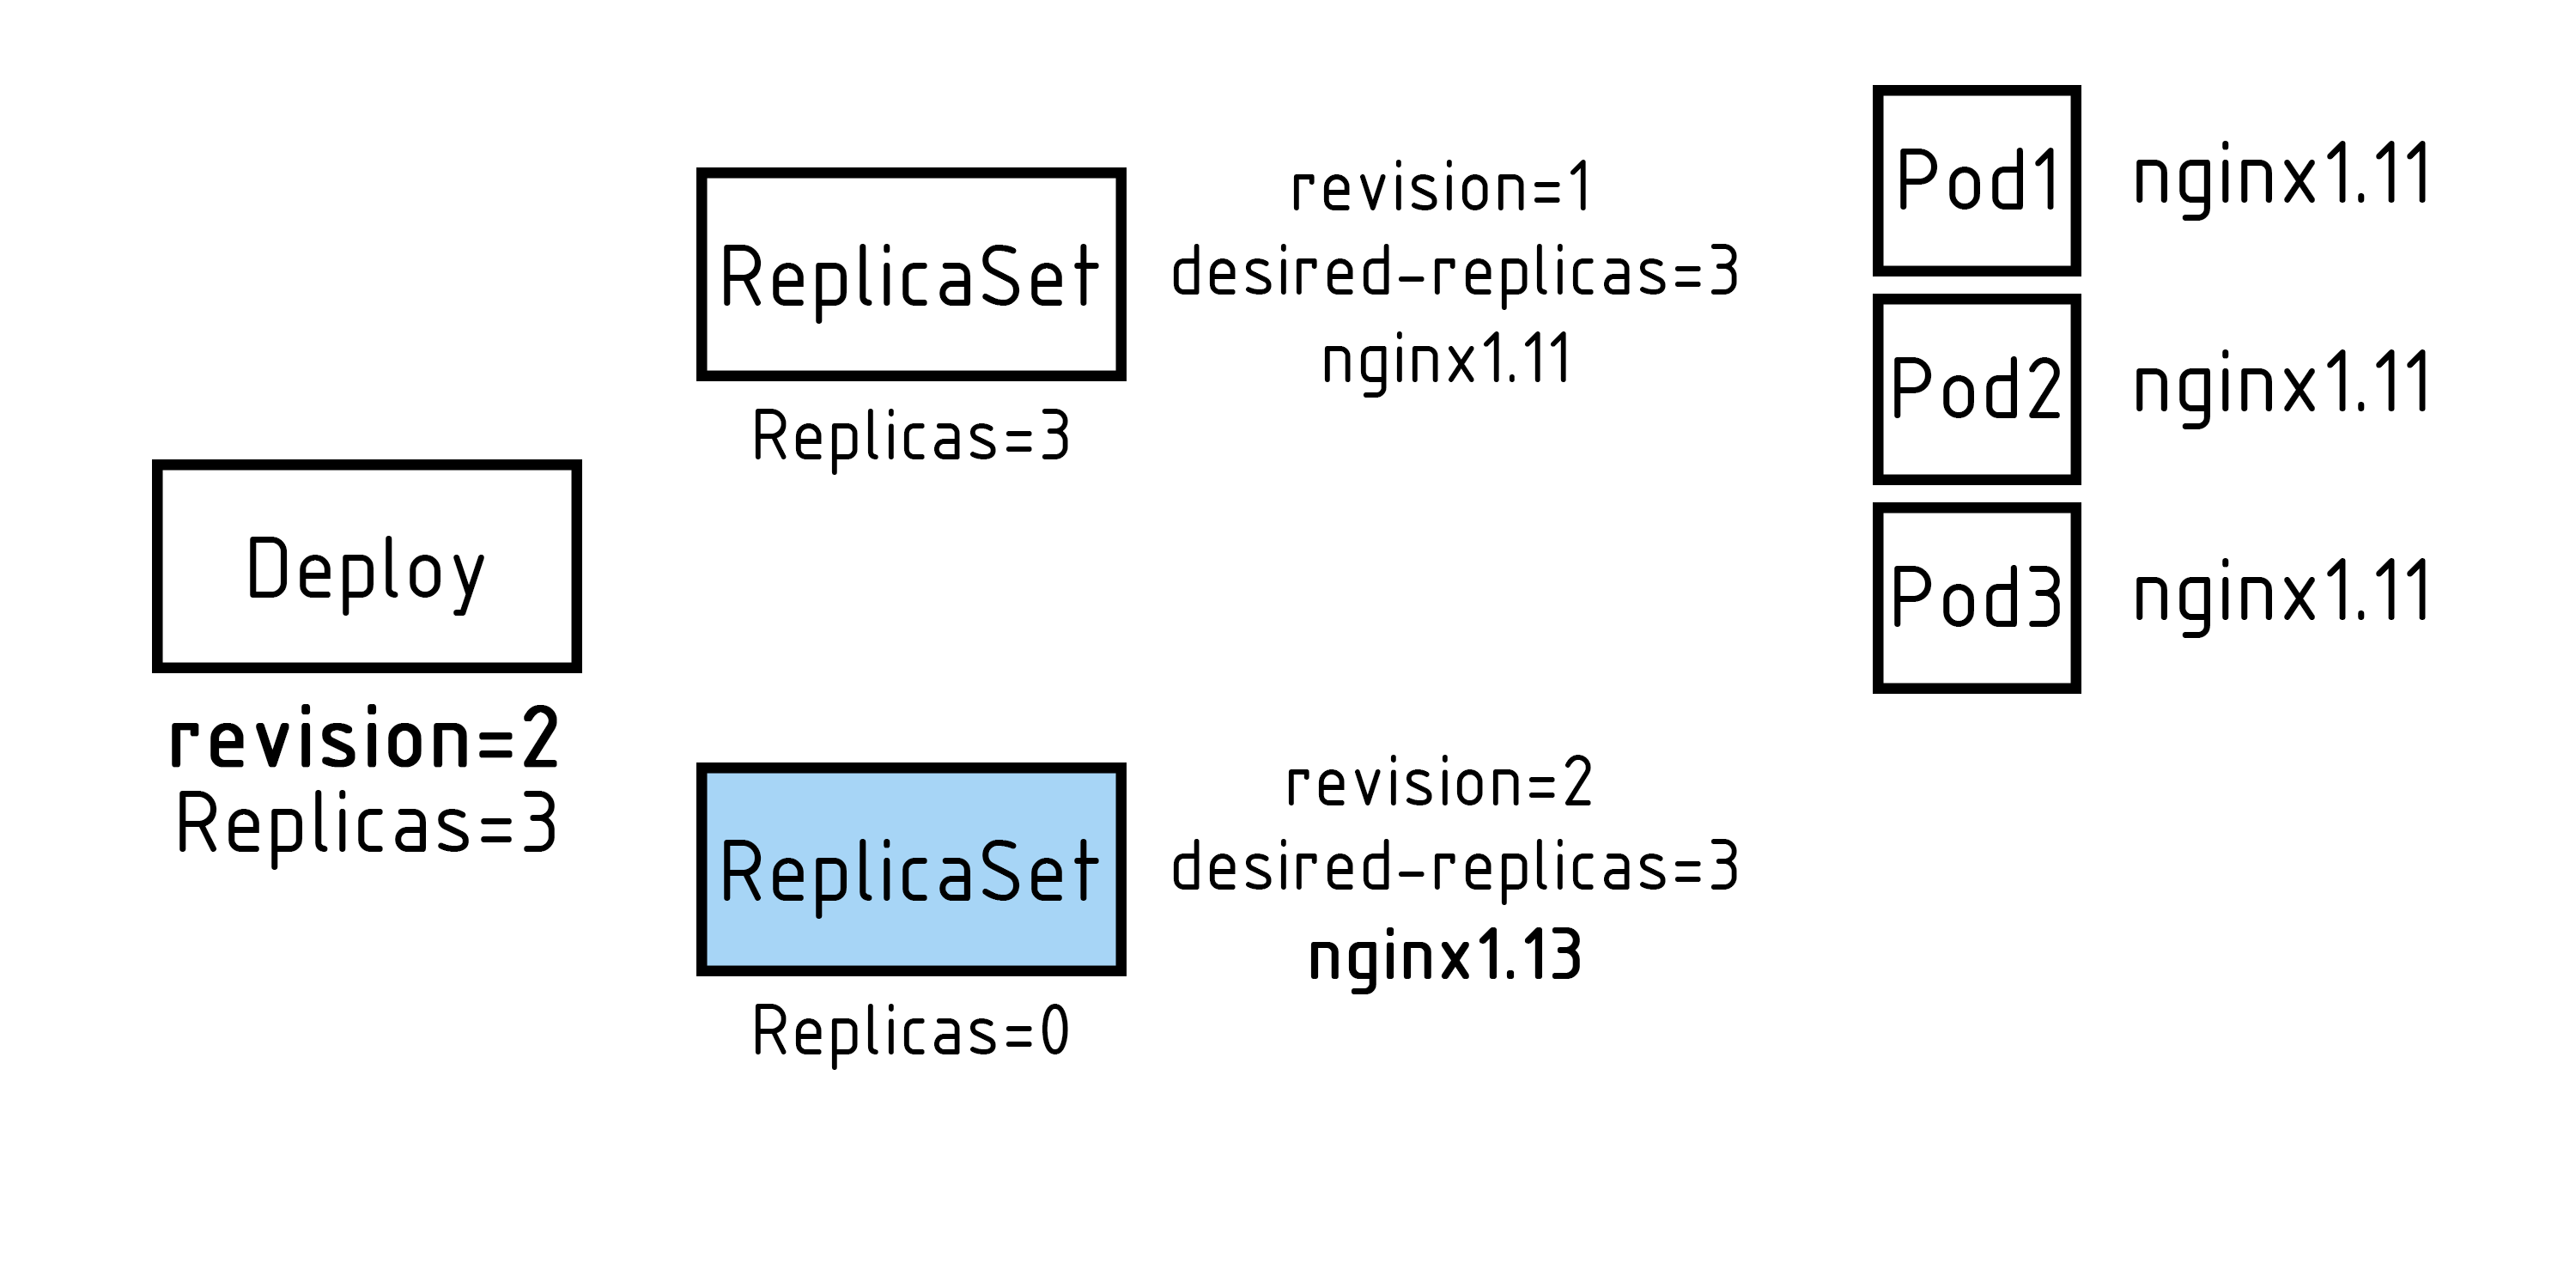 Deploy
revision=2
Replicas=3
ReplicaSet
Replicas=3
revision=1
desired-replicas=3
nginx1.11
ReplicaSet
Replicas=0
revision=2
desired-replicas=3
nginx1.13
Pod1 nginx1.11
Pod2 nginx1.11
Pod3 nginx1.11